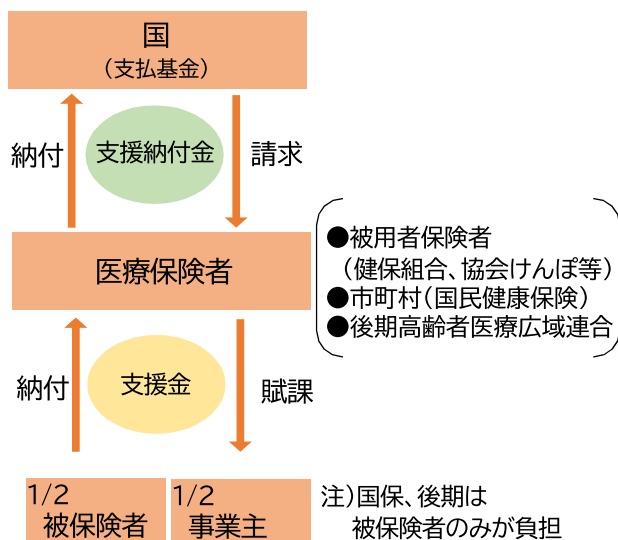 国
（支払基金）
納付
支援納付金
請求
医療保険者
●被用者保険者
（健保組合、協会けんぽ等）
●市町村（国民健康保険）
●後期高齢者医療広域連合
納付
支援金
賦課
1/2
被保険者
1/2
事業主
注）国保、後期は
被保険者のみが負担